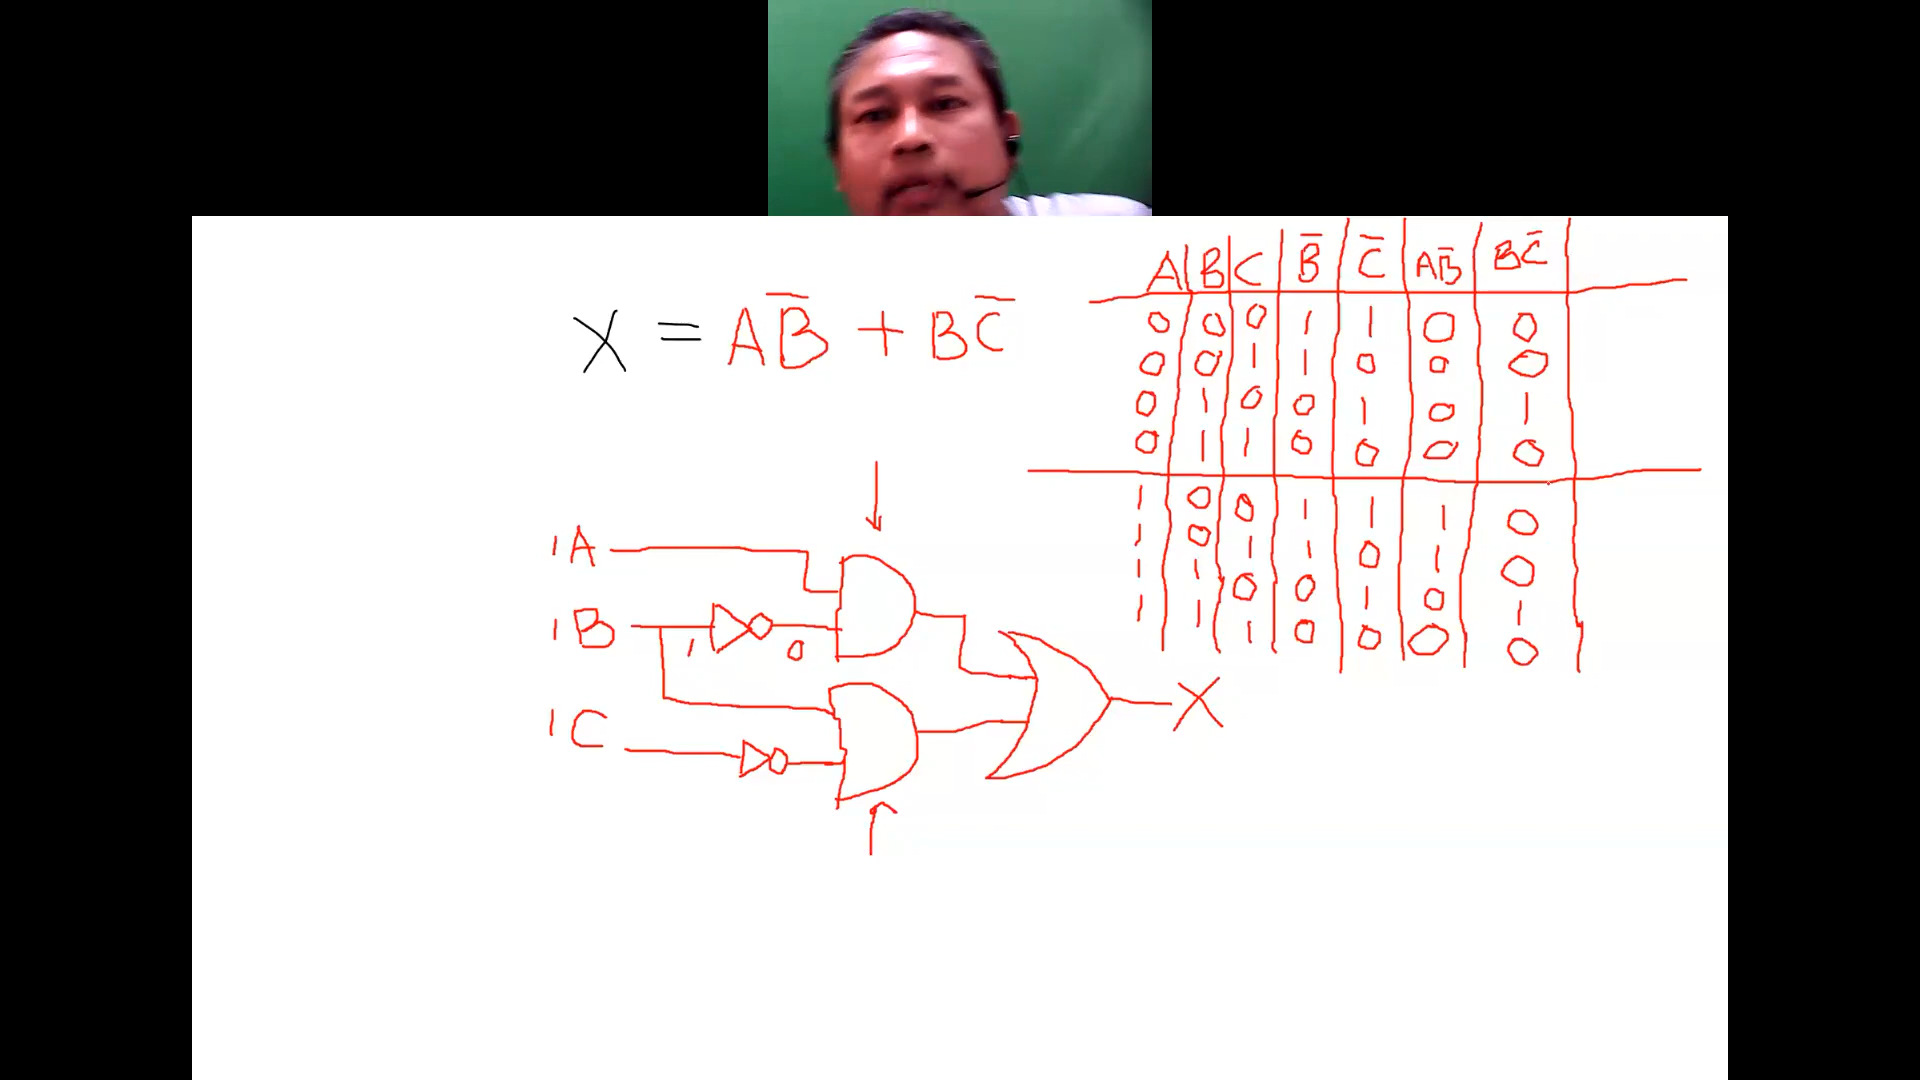 X = AB̅ + BC̅
A B C B̅ C̅ AB̅ BC̅
0 0 0 1 1 0 0
0 0 1 1 0 0 0
0 1 0 0 1 0 1
0 1 1 0 0 0 0
1 0 0 1 1 1 0
1 0 1 1 0 1 0
1 1 0 0 1 0 1
1 1 1 0 0 0 0
1A
1B
1 0
1C
X